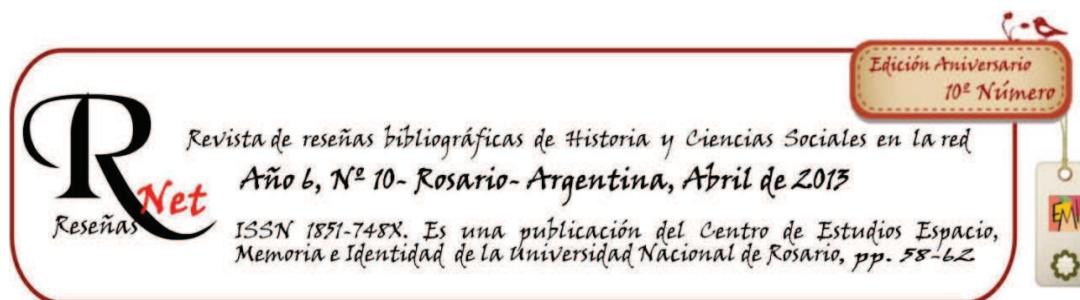 Edición Aniversario
10º Número
R
Net
Reseñas
Revista de reseñas bibliográficas de Historia y Ciencias Sociales en la red
Año 6, Nº 10- Rosario- Argentina, Abril de 2013
ISSN 1851-748X. Es una publicación del Centro de Estudios Espacio,
Memoria e Identidad de la Universidad Nacional de Rosario, pp. 58-62
EMI